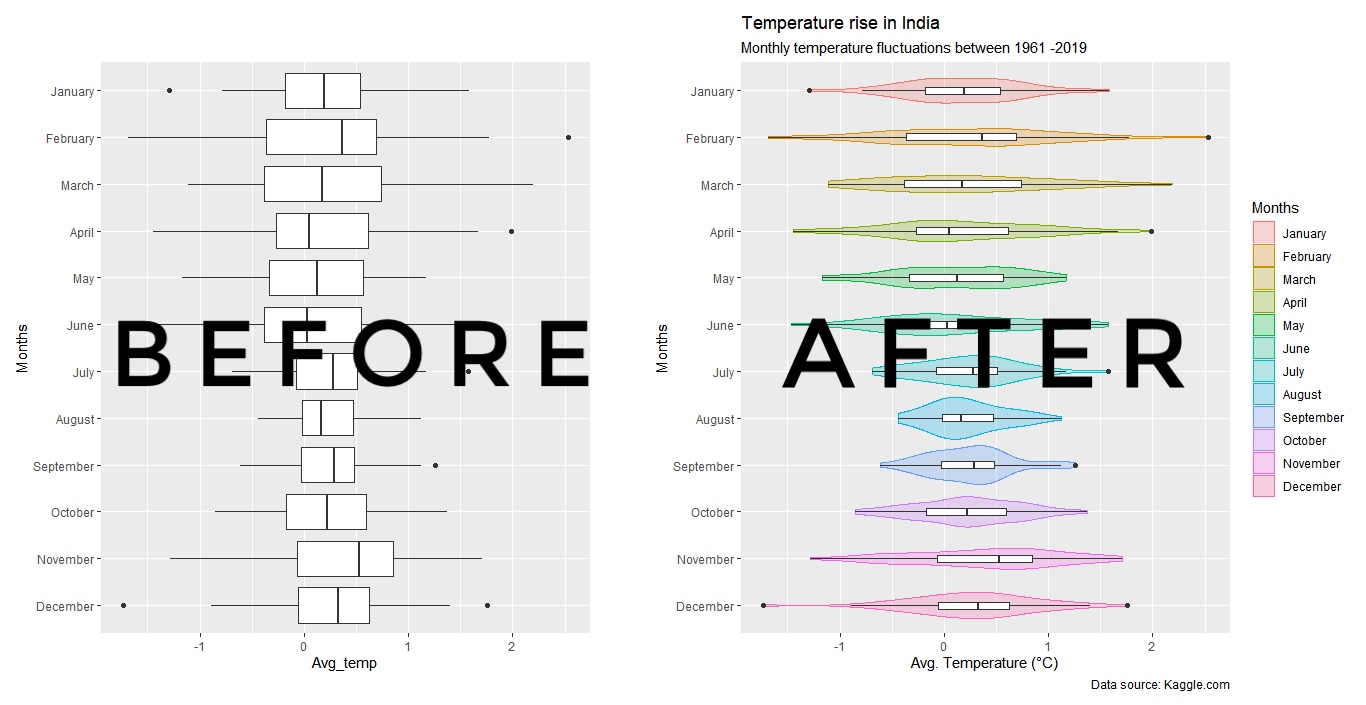 Months
January
February
March
April
May
June
July
August
September
October
November
December
BEFORE
-1
0
1
2
Avg_temp
Temperature rise in India
Monthly temperature fluctuations between 1961 -2019
Months
January
February
March
April
May
June
July
August
September
October
November
December
AFTER
-1
0
1
2
Avg. Temperature (°C)
Data source: Kaggle.com
Months
January
February
March
April
May
June
July
August
September
October
November
December